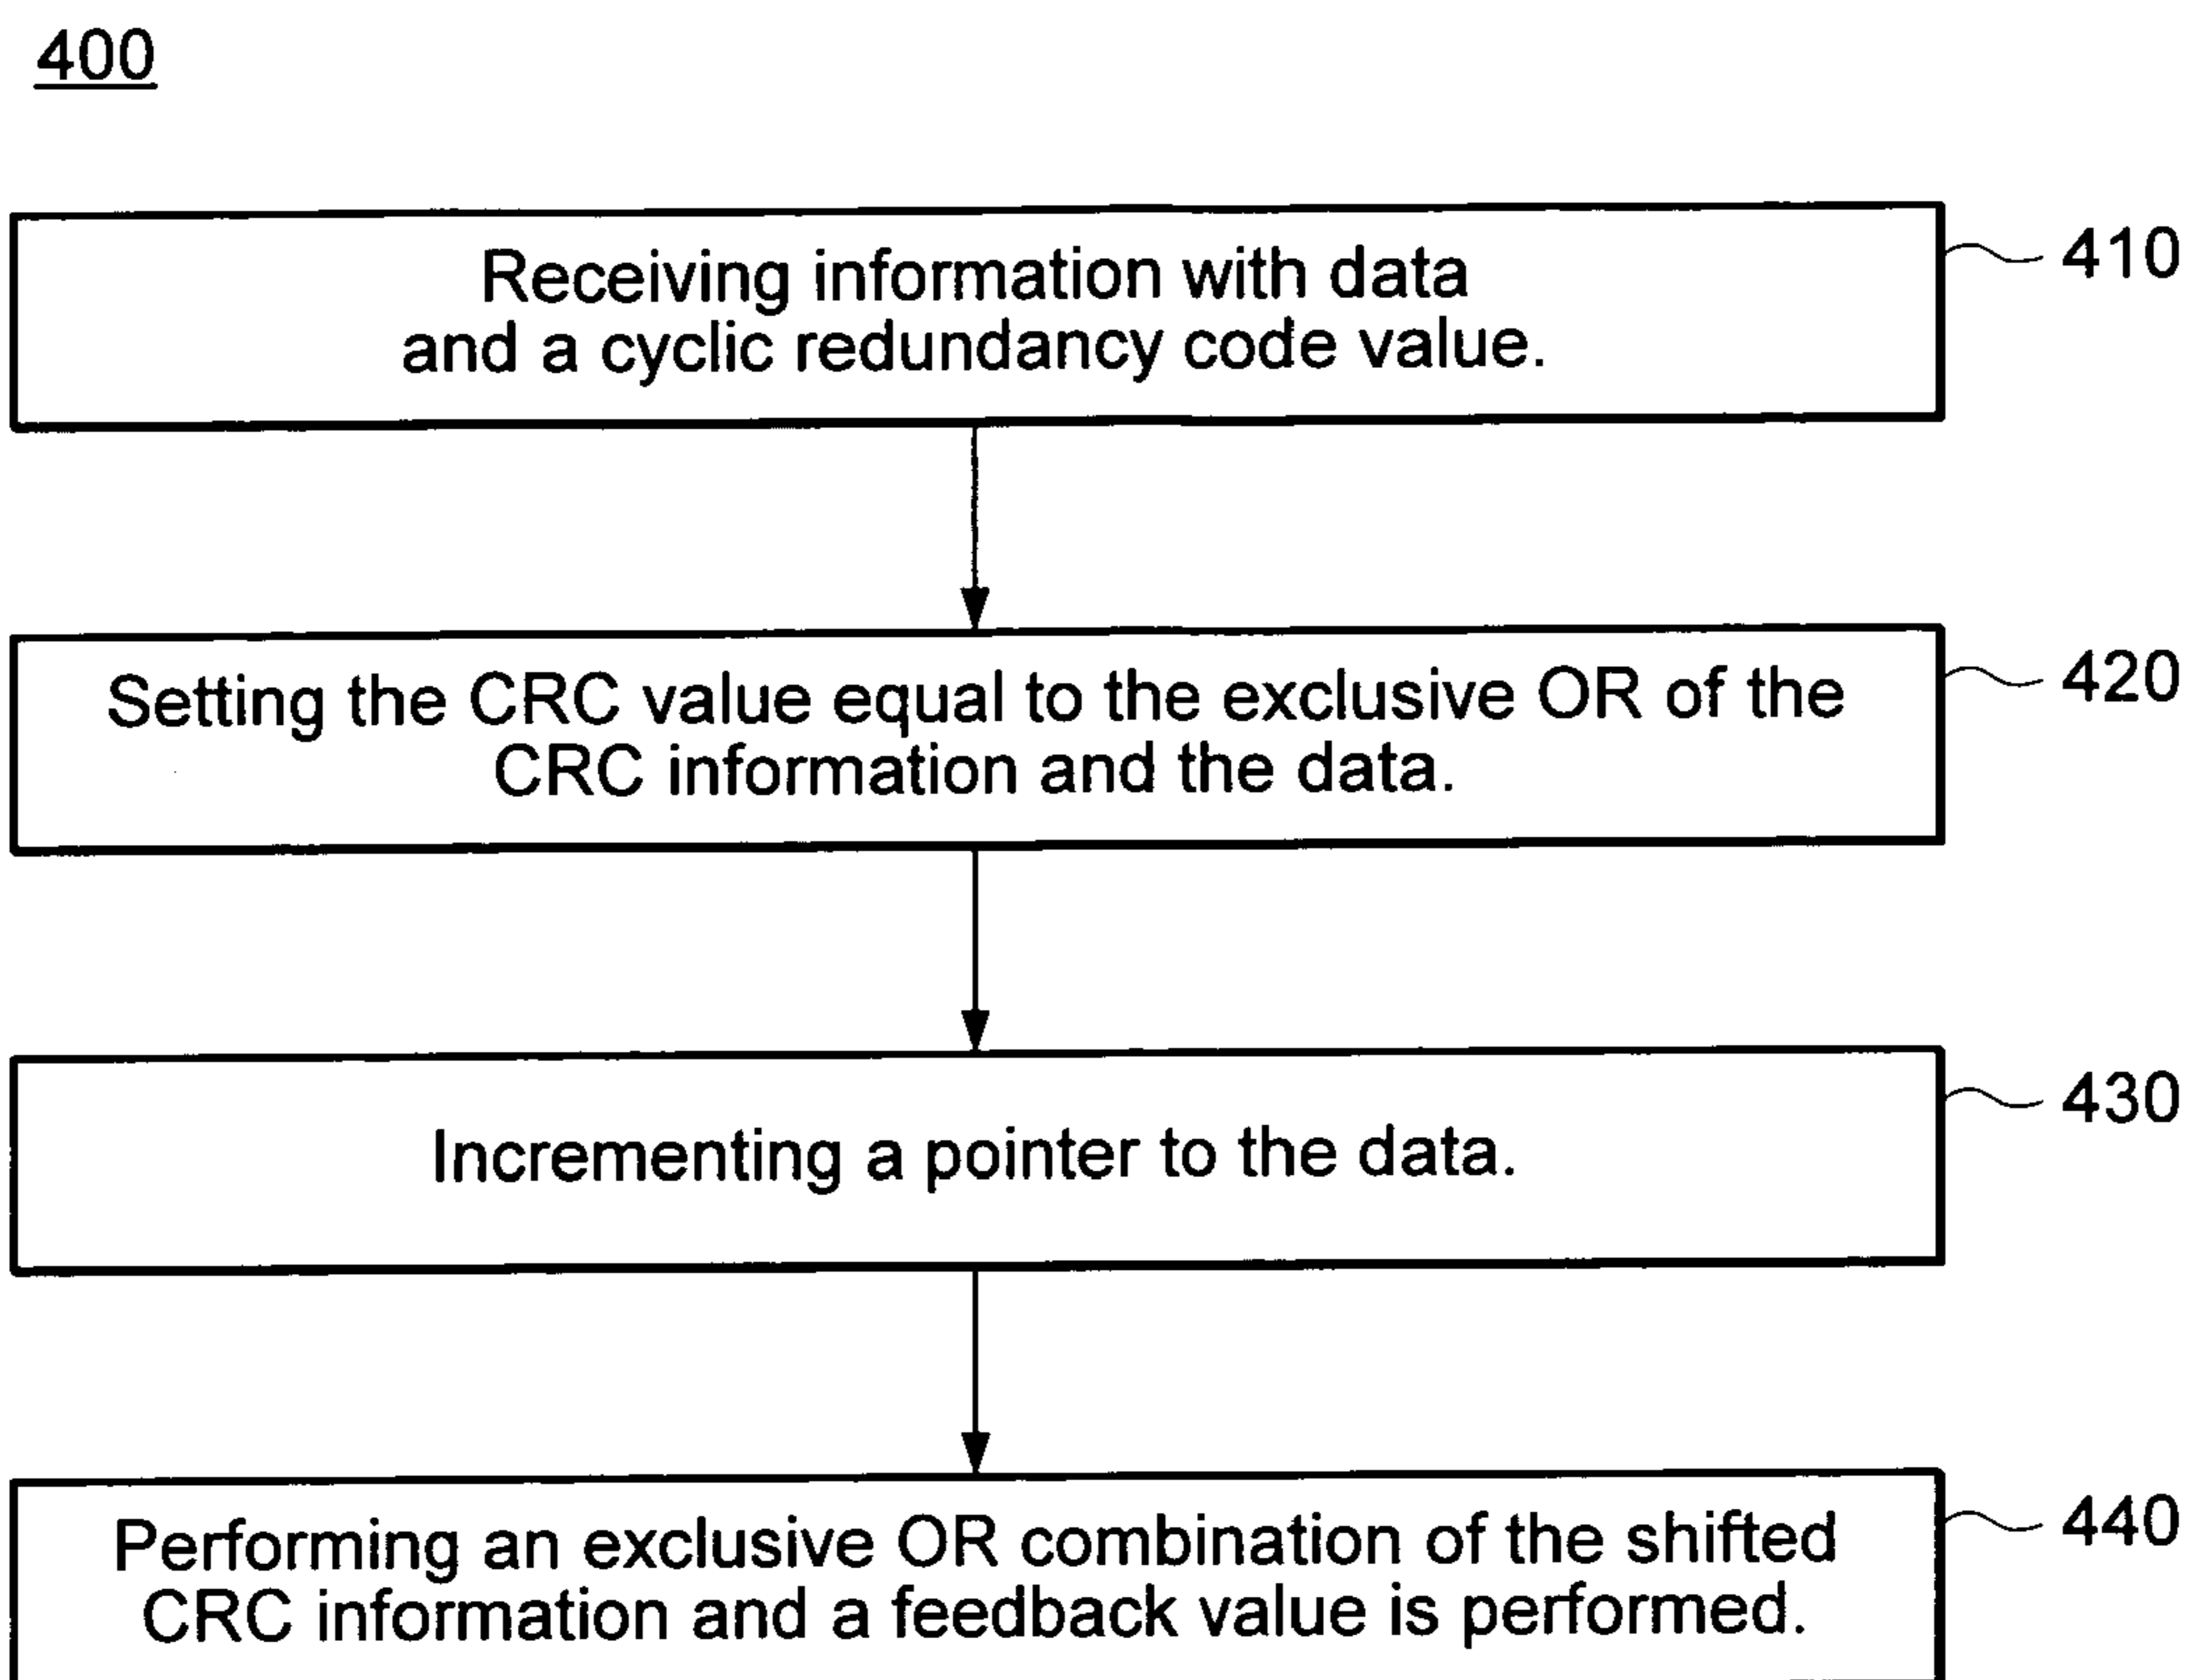 400
Receiving information with data
and a cyclic redundancy code value.
410
Setting the CRC value equal to the exclusive OR of the
CRC information and the data.
420
Incrementing a pointer to the data.
430
Performing an exclusive OR combination of the shifted
CRC information and a feedback value is performed.
440